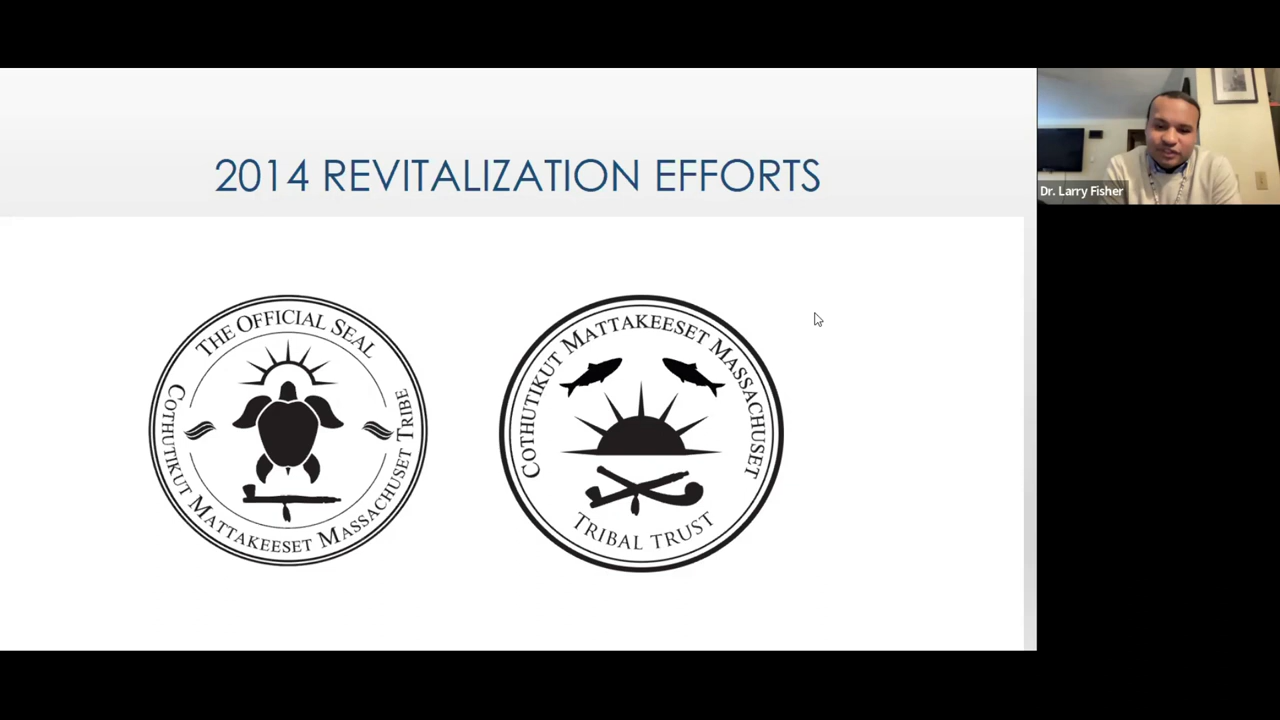 2014 REVITALIZATION EFFORTS
Dr. Larry Fisher
THE OFFICIAL SEAL
COTHUTIKUT MATTAKEESET MASSACHUSET TRIBE
COTHUTIKUT MATTAKEESET MASSACHUSET
TRIBAL TRUST